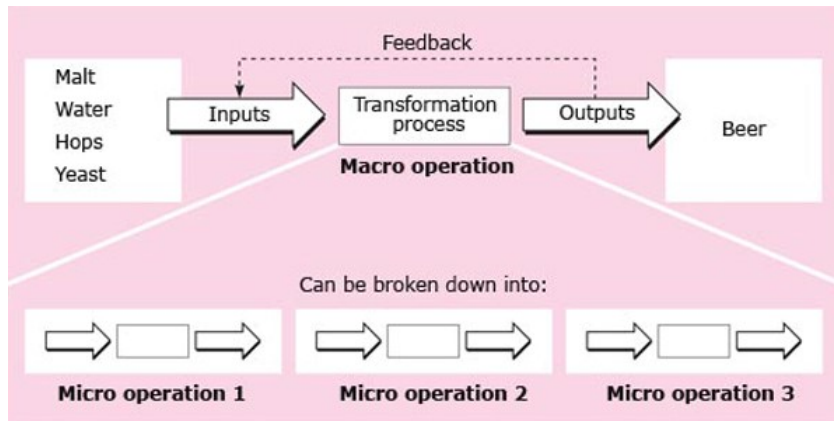 Feedback
Malt
Water
Hops
Yeast
Inputs
Transformation
process
Outputs
Beer
Macro operation
Can be broken down into:
Micro operation 1
Micro operation 2
Micro operation 3